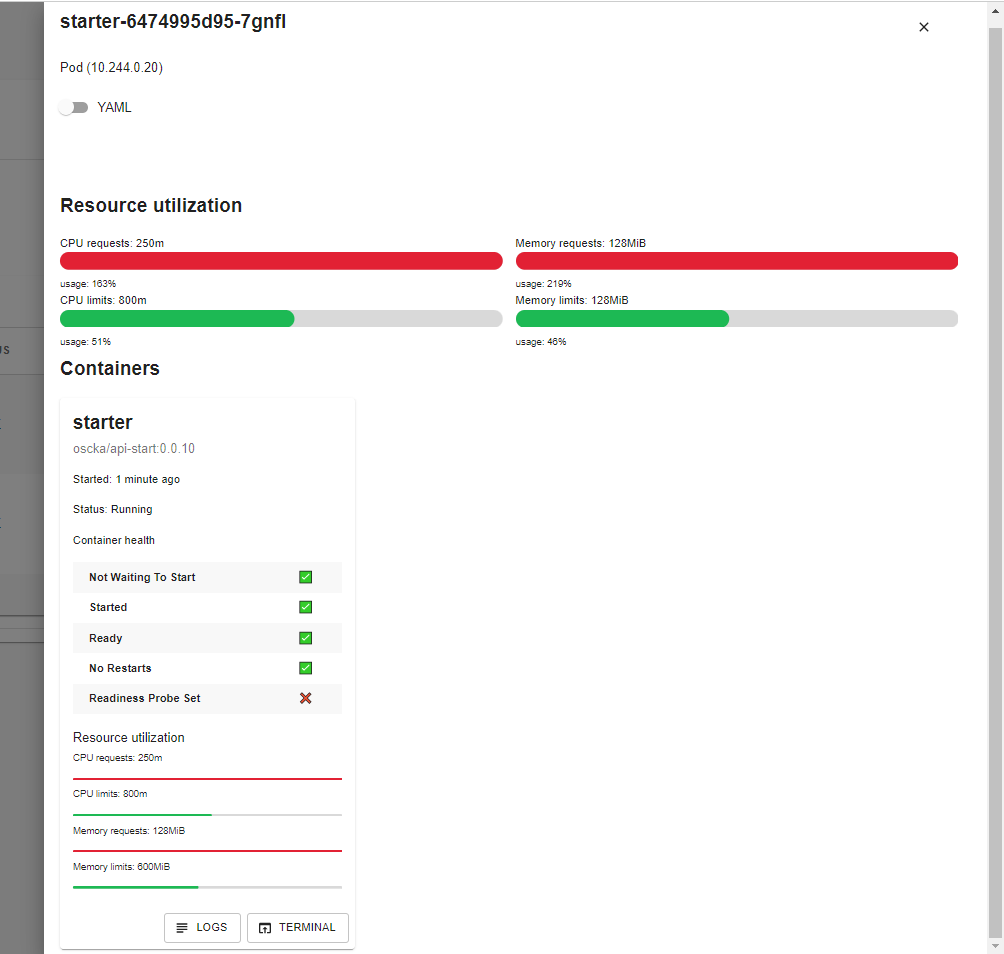 starter-6474995d95-7gnfl
Pod (10.244.0.20)
YAML
Resource utilization
CPU requests: 250m
usage: 163%
CPU limits: 800m
usage: 51%
Memory requests: 128MiB
usage: 219%
Memory limits: 128MiB
usage: 46%
Containers
starter
oscka/api-start:0.0.10
Started: 1 minute ago
Status: Running
Container health
Not Waiting To Start
Started
Ready
No Restarts
Readiness Probe Set
Resource utilization
CPU requests: 250m
CPU limits: 800m
Memory requests: 128MiB
Memory limits: 600MiB
LOGS
TERMINAL